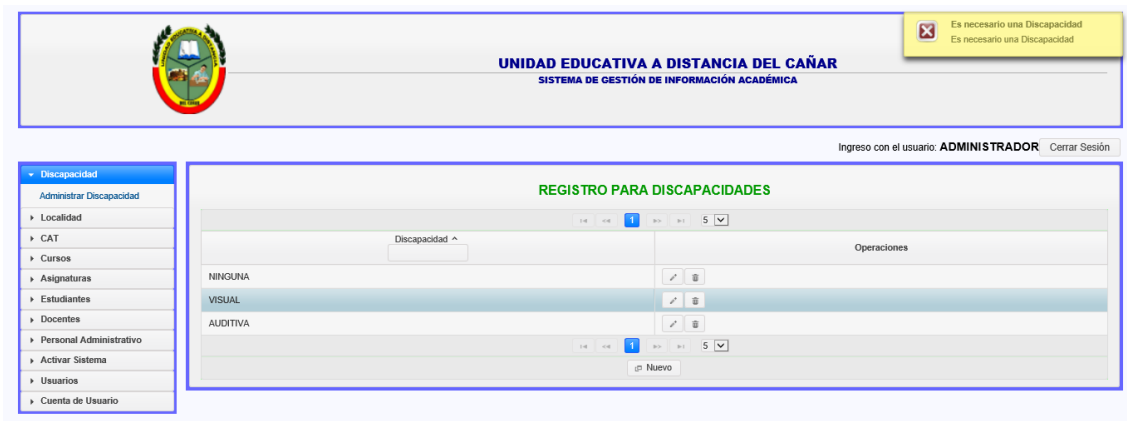 Es necesario una Discapacidad
Es necesario una Discapacidad
UNIDAD EDUCATIVA A DISTANCIA DEL CAÑAR
SISTEMA DE GESTIÓN DE INFORMACIÓN ACADÉMICA
Ingreso con el usuario: ADMINISTRADOR Cerrar Sesión
Discapacidad
Administrar Discapacidad
Localidad
CAT
Cursos
Asignaturas
Estudiantes
Docentes
Personal Administrativo
Activar Sistema
Usuarios
Cuenta de Usuario
REGISTRO PARA DISCAPACIDADES
1 5
Discapacidad Operaciones
NINGUNA
VISUAL
AUDITIVA
1 5
Nuevo